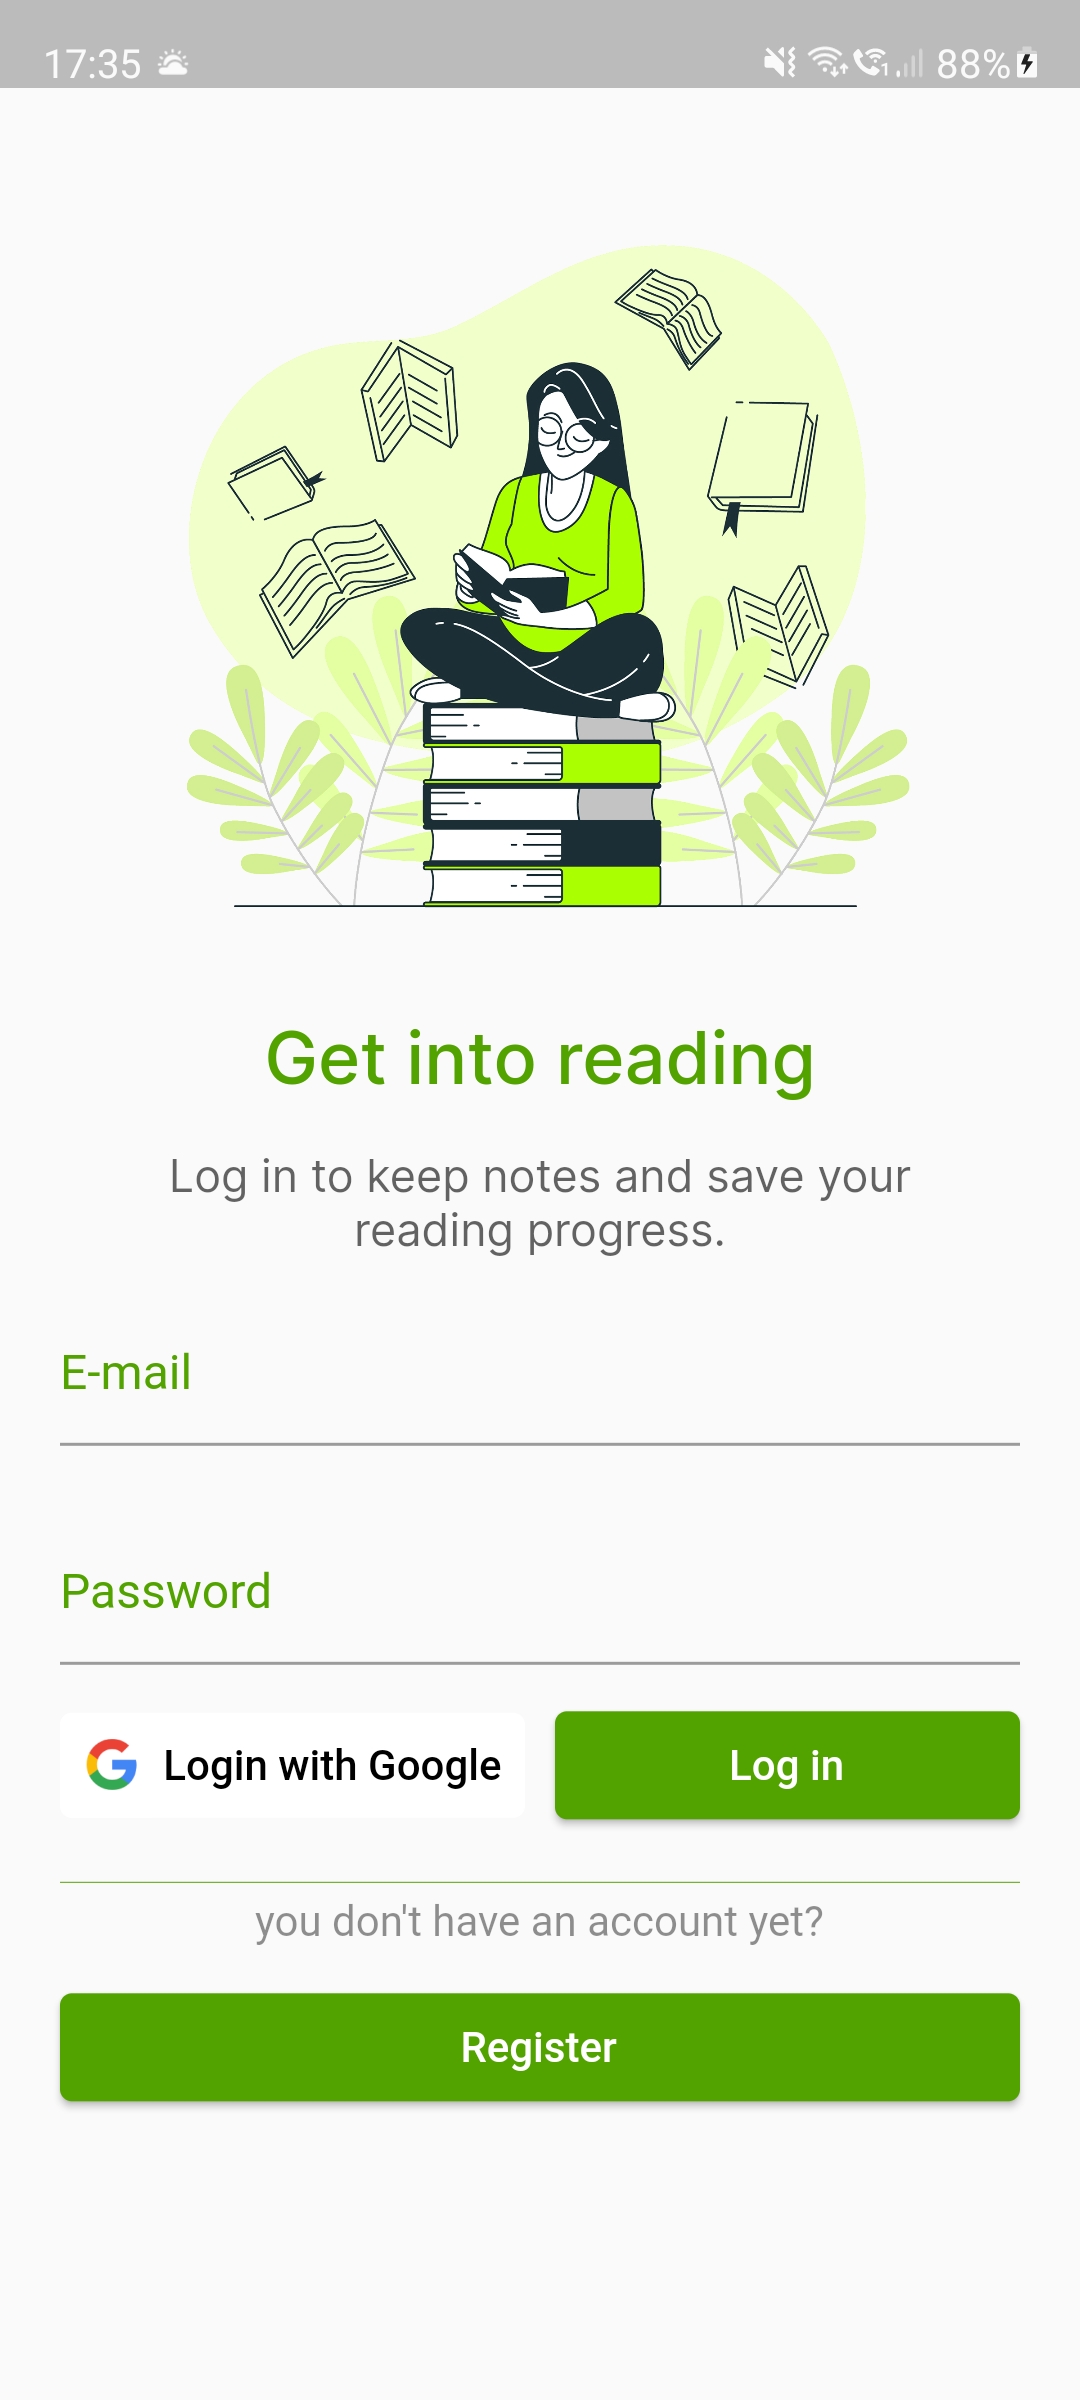 17:35
88%
Get into reading
Log in to keep notes and save your
reading progress.
E-mail
Password
Login with Google
Log in
you don't have an account yet?
Register